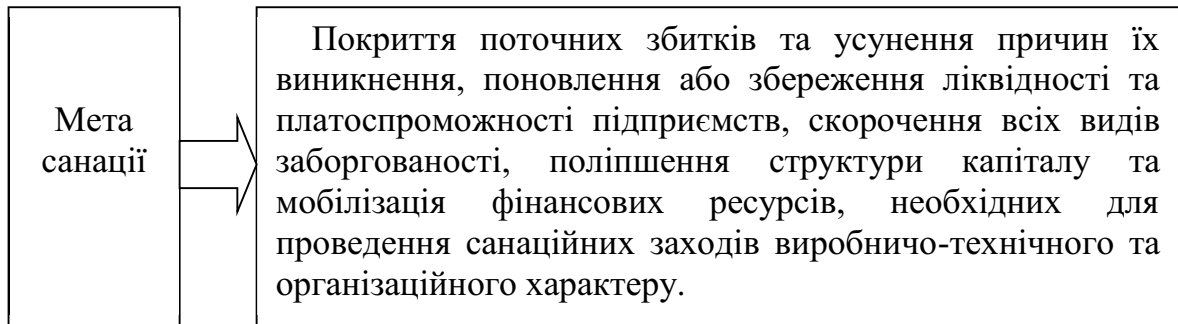 Мета
санації
Покриття поточних збитків та усунення причин їх
виникнення, поновлення або збереження ліквідності та
платоспроможності підприємств, скорочення всіх видів
заборгованості, поліпшення структури капіталу та
мобілізація фінансових ресурсів, необхідних для
проведення санаційних заходів виробничо-технічного та
організаційного характеру.